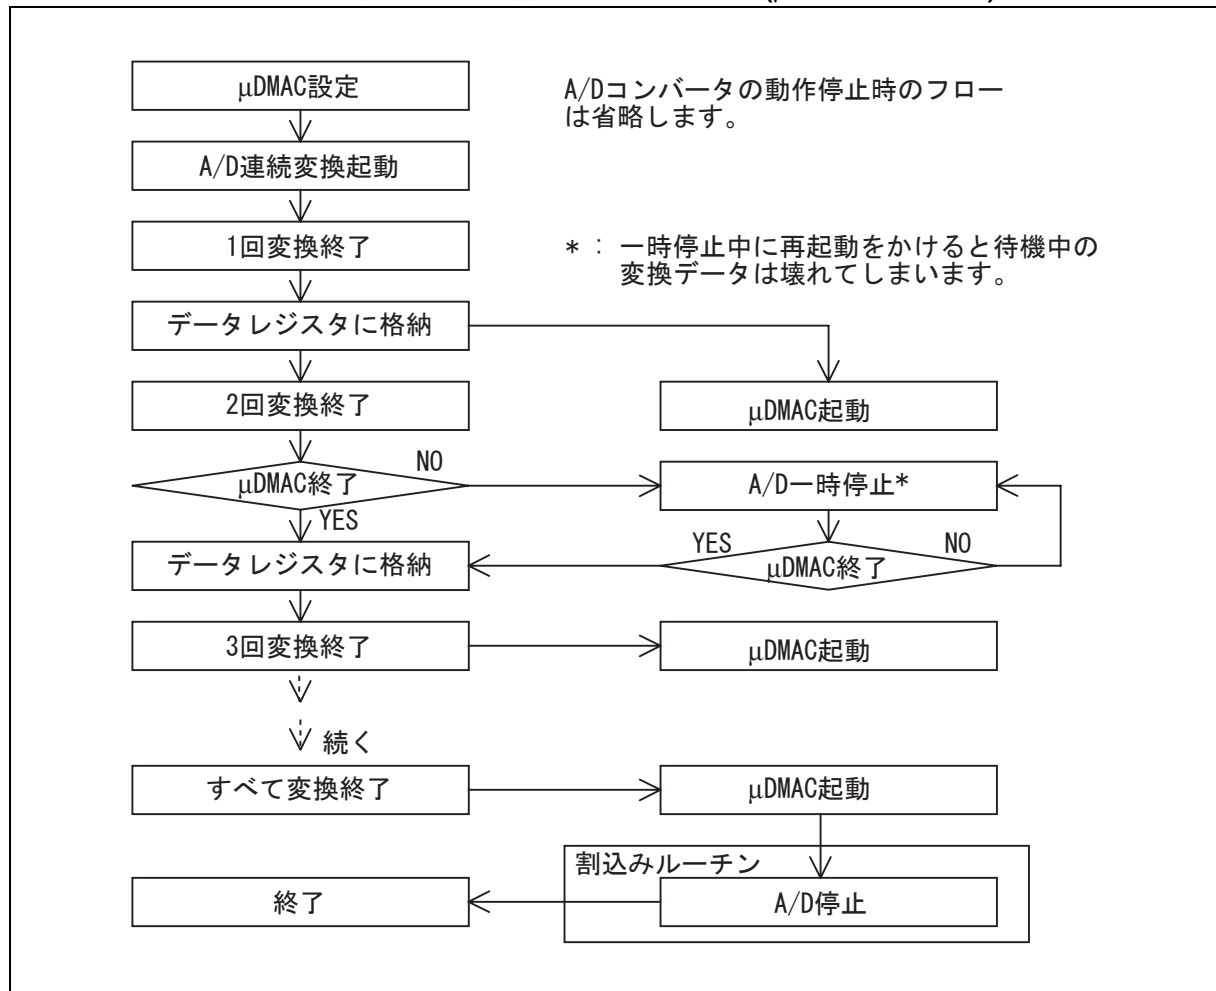 μDMAC設定
A/Dコンバータの動作停止時のフロー
は省略します。
A/D連続変換起動
1回変換終了
* : 一時停止中に再起動をかけると待機中の
変換データは壊れてしまいます。
データレジスタに格納
2回変換終了
μDMAC起動
μDMAC終了
NO
A/D一時停止*
YES
データレジスタに格納
YES
μDMAC終了
NO
3回変換終了
μDMAC起動
続く
すべて変換終了
μDMAC起動
割込みルーチン
終了
A/D停止